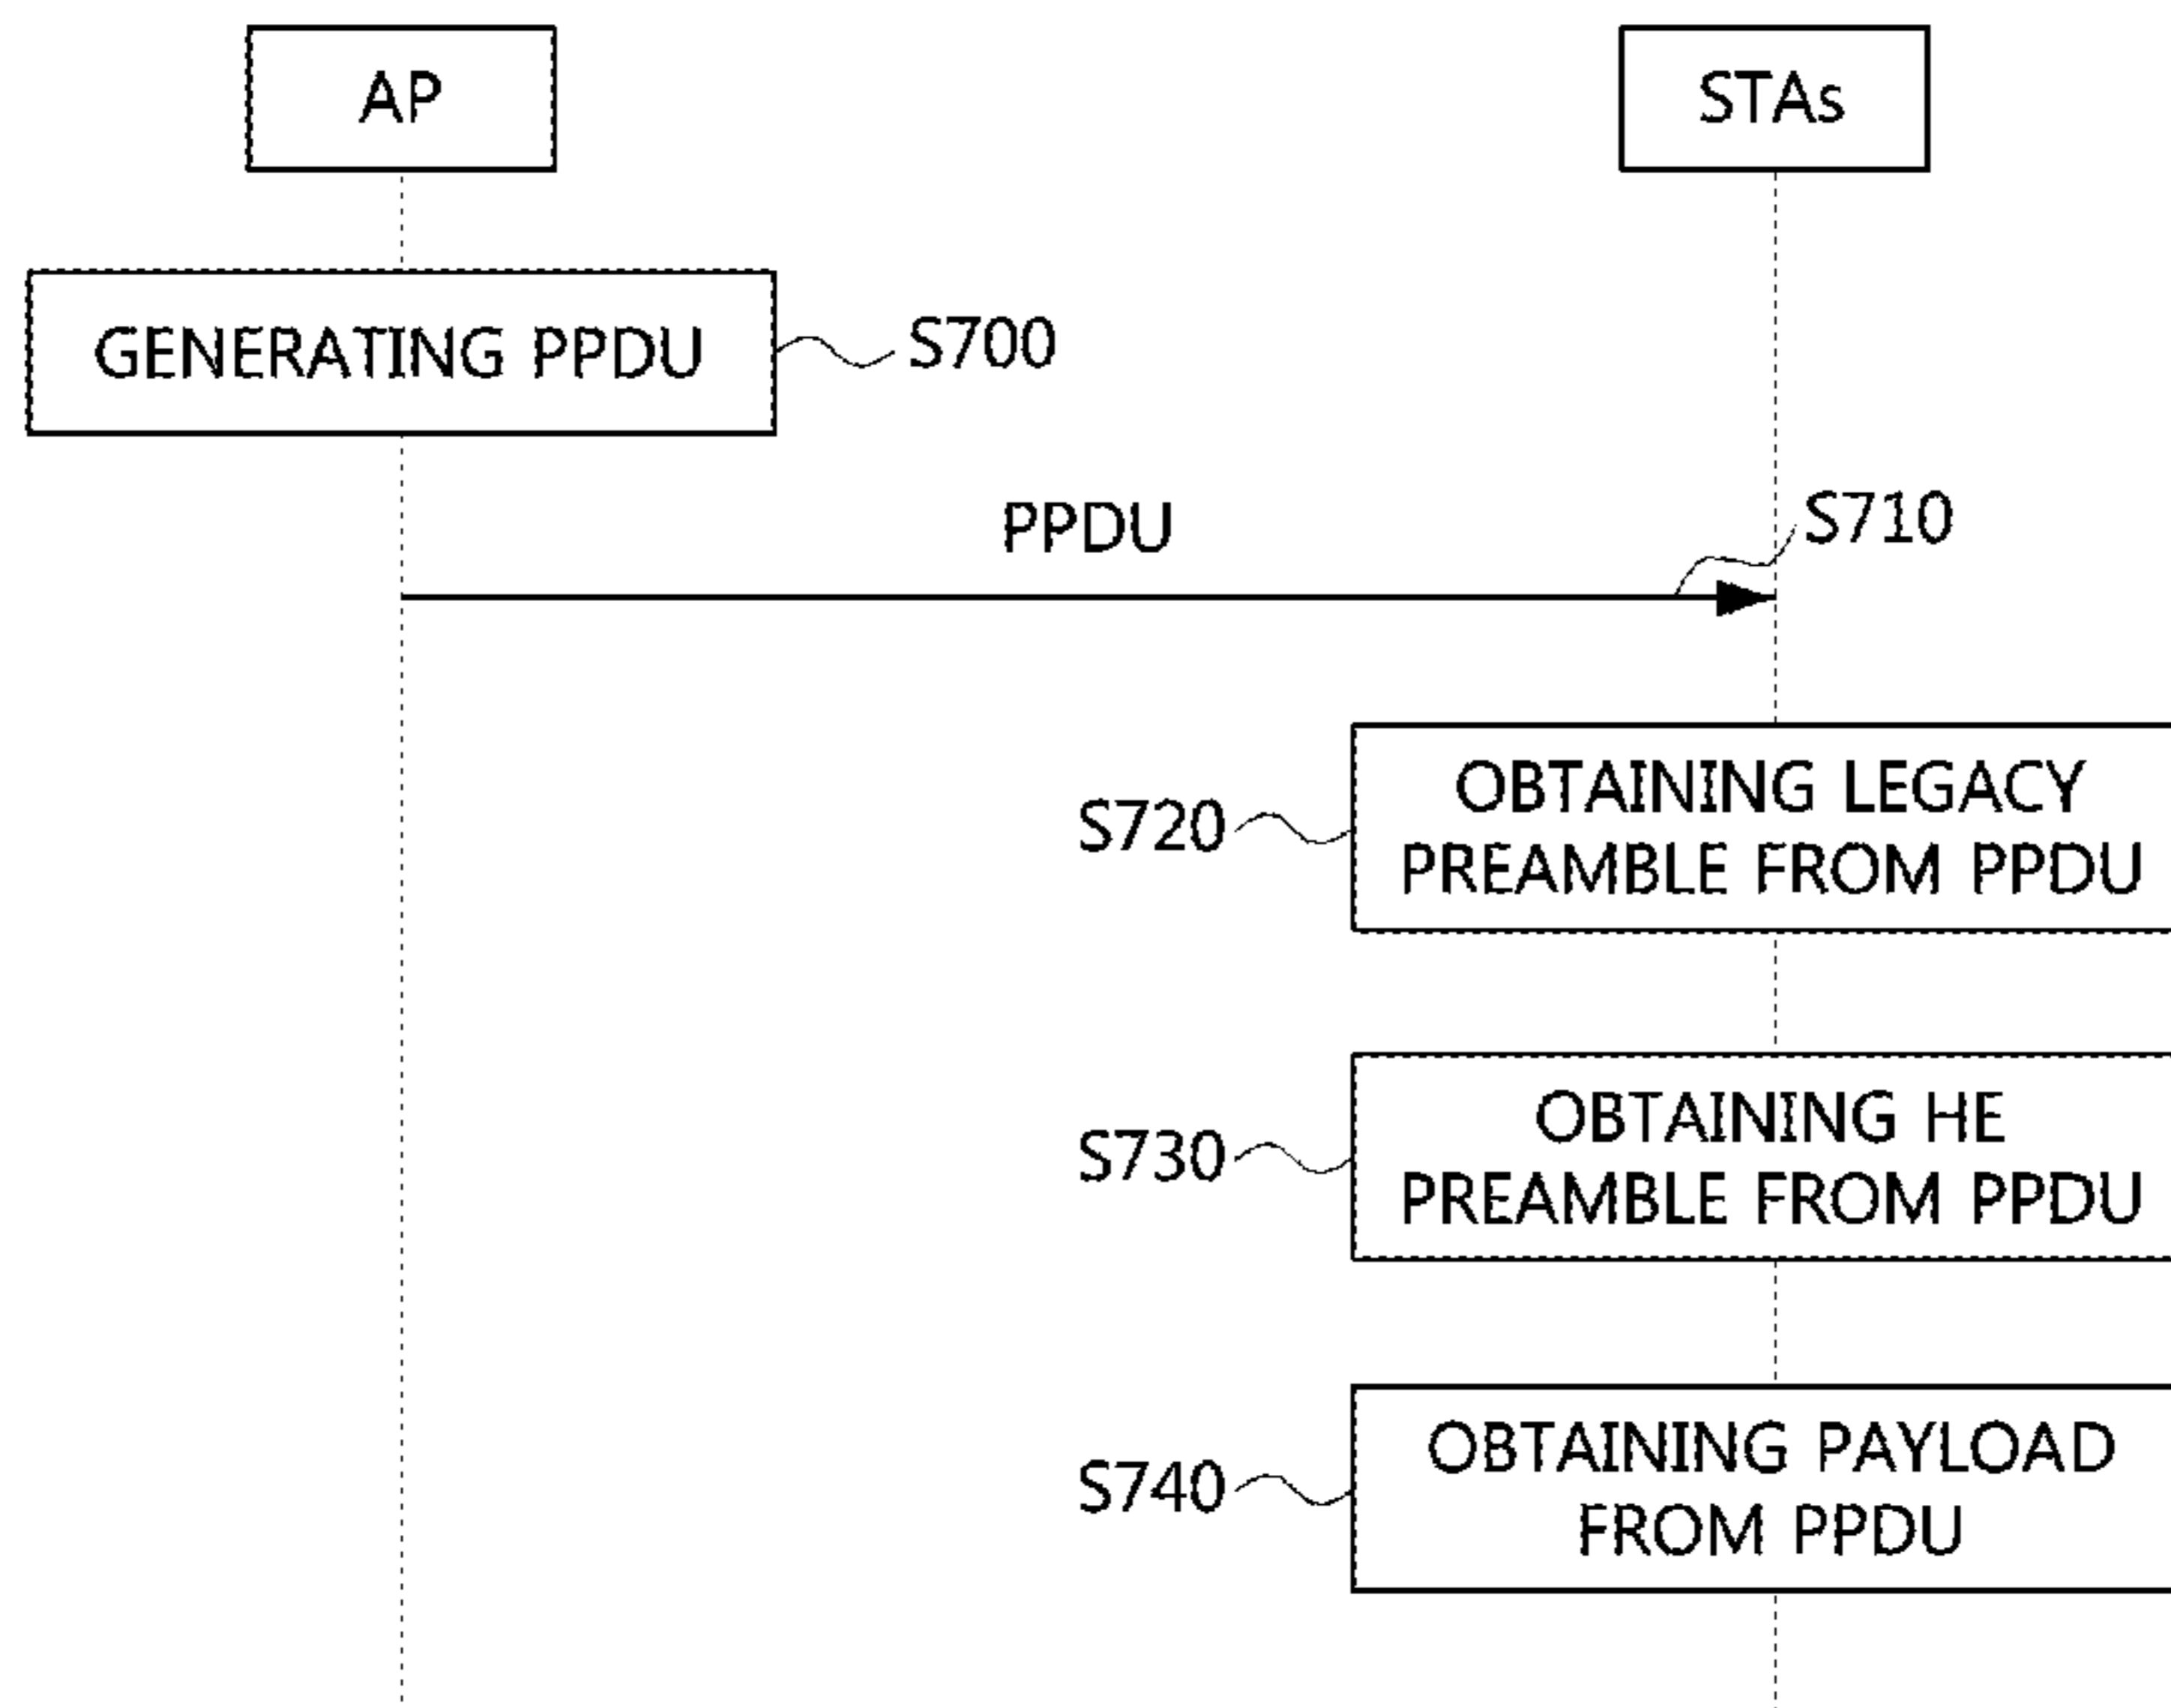 AP
STAs
GENERATING PPDU
S700
PPDU
S710
S720
OBTAINING LEGACY
PREAMBLE FROM PPDU
S730
OBTAINING HE
PREAMBLE FROM PPDU
S740
OBTAINING PAYLOAD
FROM PPDU